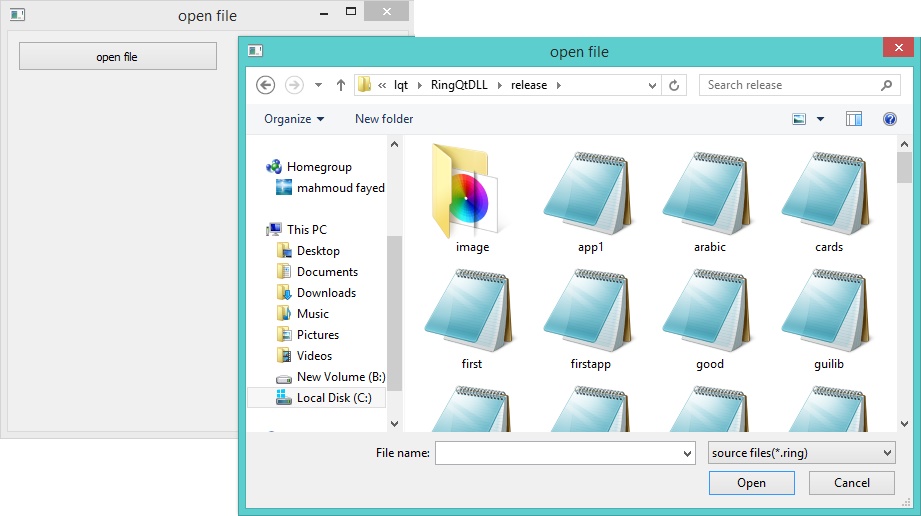 open file
open file
open file
« lqt RingQtDLL release
Search release
Organize New folder
Homegroup
mahmoud fayed
This PC
Desktop
Documents
Downloads
Music
Pictures
Videos
New Volume (B:)
Local Disk (C:)
image app1 arabic cards
first firstapp good guilib
File name: source files(*.ring)
Open Cancel